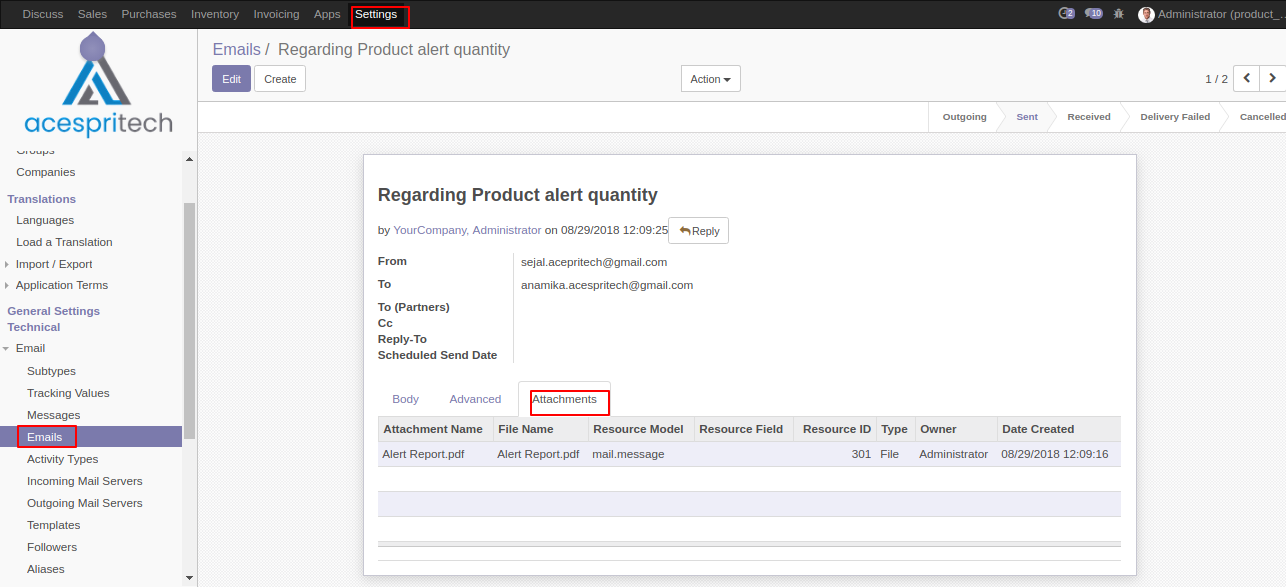 Discuss Sales Purchases Inventory Invoicing Apps Settings 2 10 Administrator (product_...
acespritech
Emails / Regarding Product alert quantity
Edit Create Action 1 / 2
Outgoing Sent Received Delivery Failed Cancelled
Groups
Companies
Translations
Languages
Load a Translation
Import / Export
Application Terms
General Settings
Technical
Email
Subtypes
Tracking Values
Messages
Emails
Activity Types
Incoming Mail Servers
Outgoing Mail Servers
Templates
Followers
Aliases
Regarding Product alert quantity
by YourCompany, Administrator on 08/29/2018 12:09:25 Reply
From sejal.acepritech@gmail.com
To anamika.acespritech@gmail.com
To (Partners)
Cc
Reply-To
Scheduled Send Date
Body Advanced Attachments
Attachment Name File Name Resource Model Resource Field Resource ID Type Owner Date Created
Alert Report.pdf Alert Report.pdf mail.message 301 File Administrator 08/29/2018 12:09:16